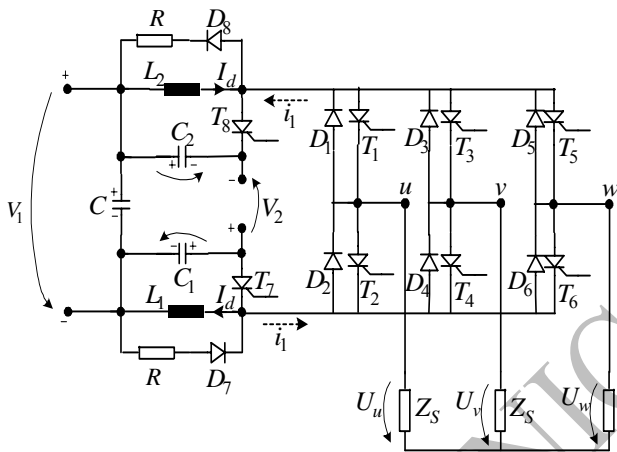 R D8
+ L2 Id
i1
T8
C2
+ -
-
D1 T1 D3 T3 D5 T5
u v w
V1 C + - V2
+
- +
C1
T7
D2 T2 D4 T4 D6 T6
L1 Id
-
i1
R D7
Uu ZS Uv ZS Uw
NIC